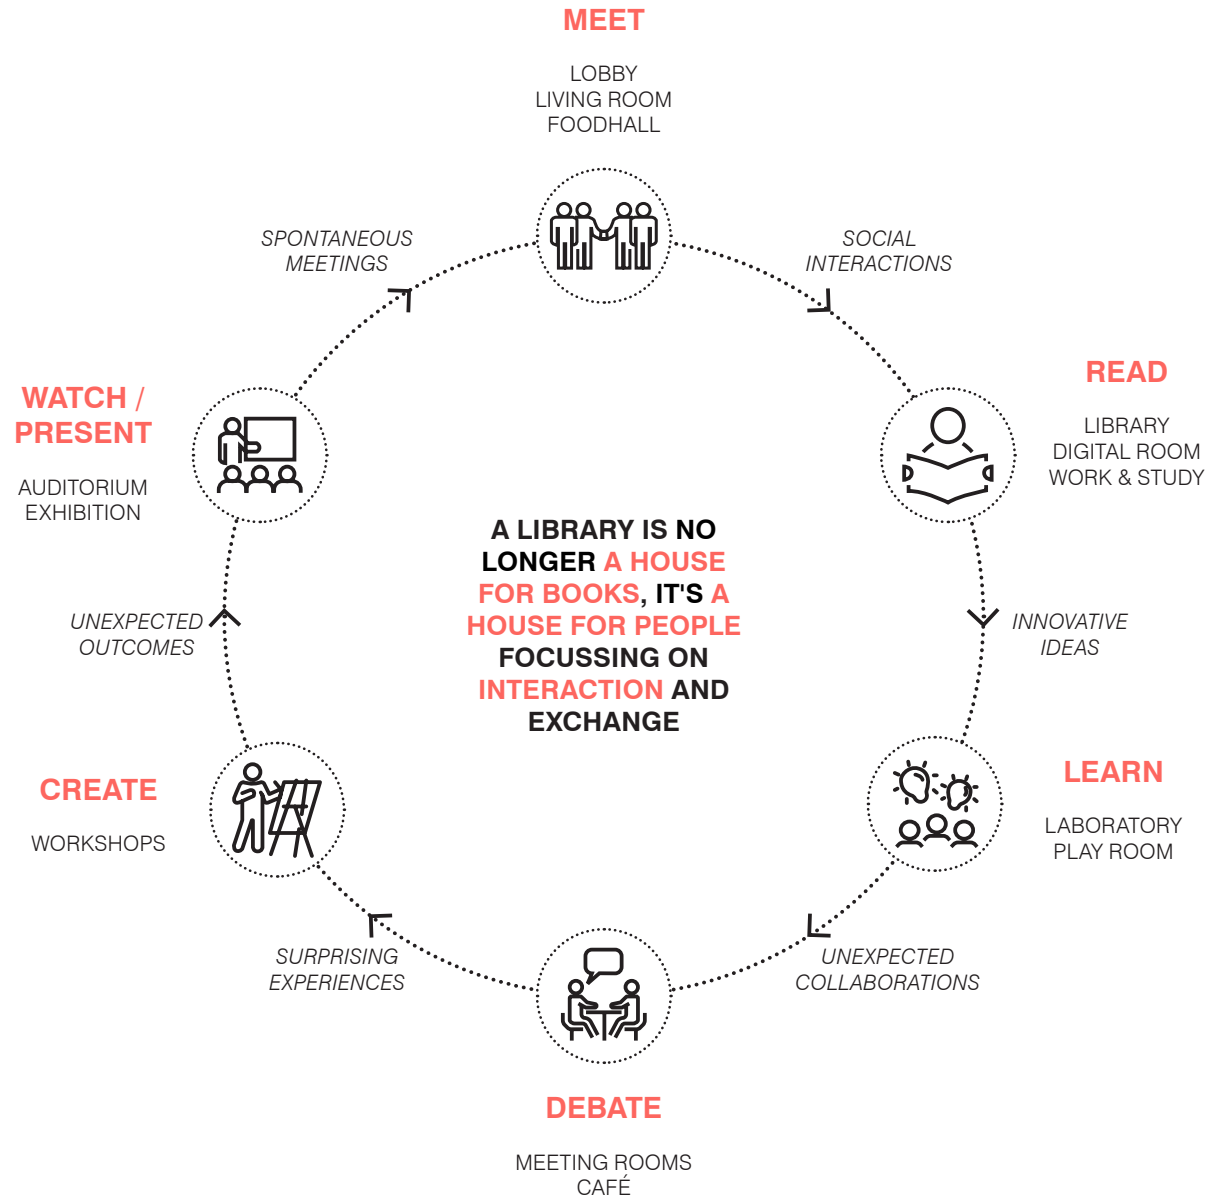 MEET
LOBBY
LIVING ROOM
FOODHALL
SPONTANEOUS
MEETINGS
SOCIAL
INTERACTIONS
READ
LIBRARY
DIGITAL ROOM
WORK & STUDY
WATCH /
PRESENT
AUDITORIUM
EXHIBITION
A LIBRARY IS NO
LONGER A HOUSE
FOR BOOKS, IT'S A
HOUSE FOR PEOPLE
FOCUSSING ON
INTERACTION AND
EXCHANGE
UNEXPECTED
OUTCOMES
INNOVATIVE
IDEAS
CREATE
WORKSHOPS
LEARN
LABORATORY
PLAY ROOM
SURPRISING
EXPERIENCES
UNEXPECTED
COLLABORATIONS
DEBATE
MEETING ROOMS
CAFÉ